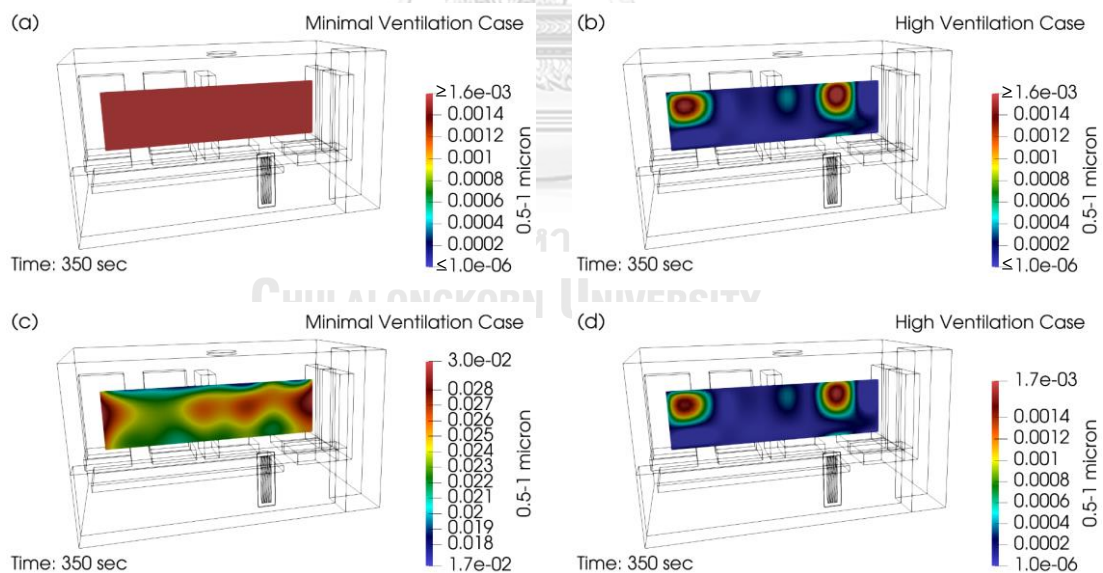 (a)
Minimal Ventilation Case
≥1.6e-03
0.0014
0.0012
0.001
0.0008
0.0006
0.0004
0.0002
≤1.0e-06
0.5-1 micron
Time: 350 sec
(b)
High Ventilation Case
≥1.6e-03
0.0014
0.0012
0.001
0.0008
0.0006
0.0004
0.0002
≤1.0e-06
0.5-1 micron
Time: 350 sec
CHULALONGKORN UNIVERSITY
(c)
Minimal Ventilation Case
3.0e-02
0.028
0.027
0.026
0.025
0.024
0.023
0.022
0.021
0.02
0.019
0.018
1.7e-02
0.5-1 micron
Time: 350 sec
(d)
High Ventilation Case
1.7e-03
0.0014
0.0012
0.001
0.0008
0.0006
0.0004
0.0002
1.0e-06
0.5-1 micron
Time: 350 sec